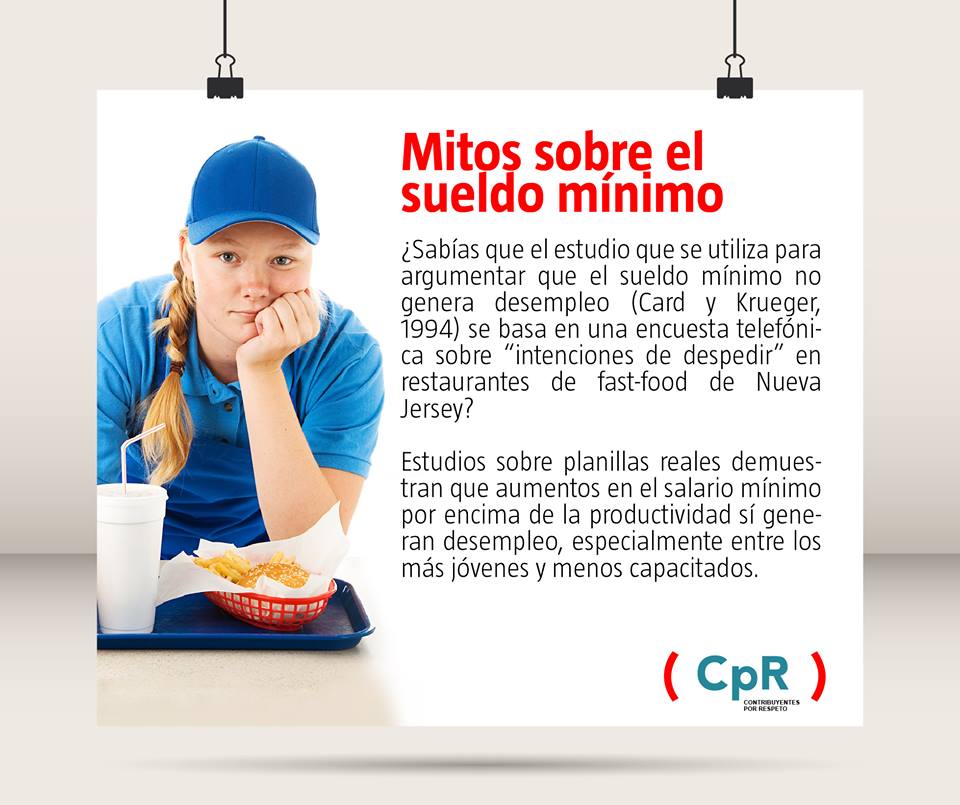 Mitos sobre el
sueldo mínimo
¿Sabías que el estudio que se utiliza para
argumentar que el sueldo mínimo no
genera desempleo (Card y Krueger,
1994) se basa en una encuesta telefóni-
ca sobre “intenciones de despedir” en
restaurantes de fast-food de Nueva
Jersey?
Estudios sobre planillas reales demues-
tran que aumentos en el salario mínimo
por encima de la productividad sí gene-
ran desempleo, especialmente entre los
más jóvenes y menos capacitados.
( CpR )
CONTRIBUYENTES
POR RESPETO